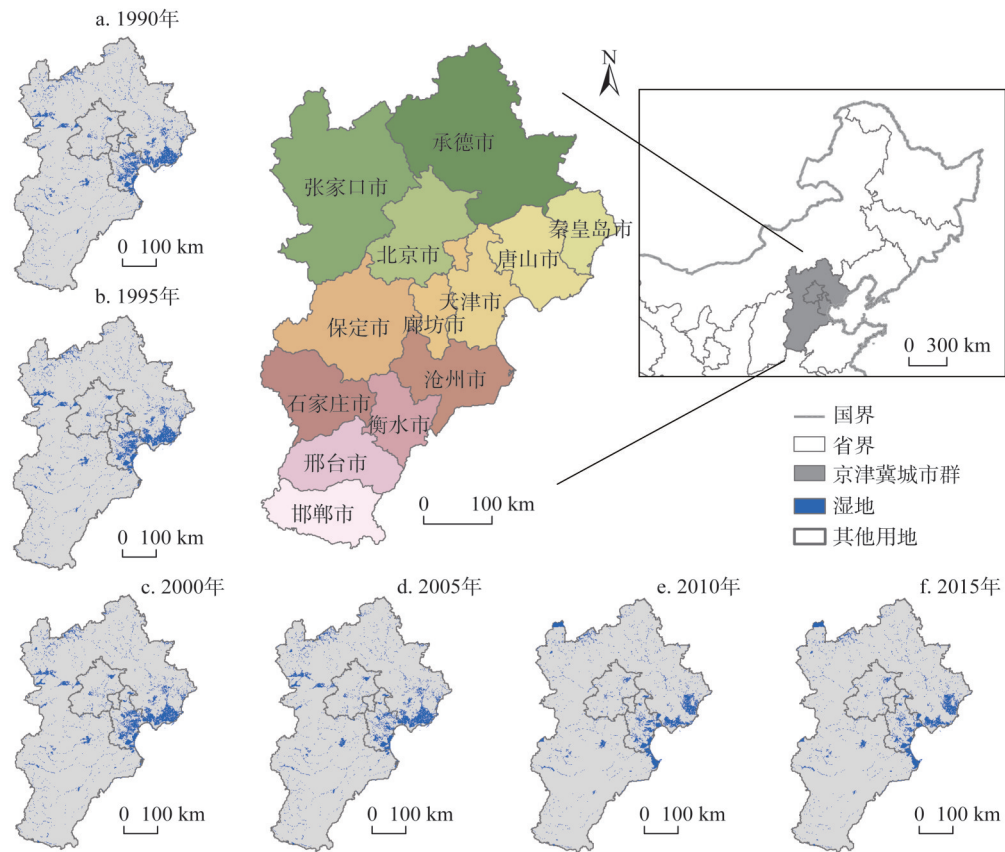 a. 1990年
0 100 km
b. 1995年
0 100 km
承德市
张家口市
秦皇岛市
北京市
唐山市
天津市
保定市
廊坊市
沧州市
石家庄市
衡水市
邢台市
邯郸市
0 100 km
N
0 300 km
国界
省界
京津冀城市群
湿地
其他用地
c. 2000年
0 100 km
d. 2005年
0 100 km
e. 2010年
0 100 km
f. 2015年
0 100 km